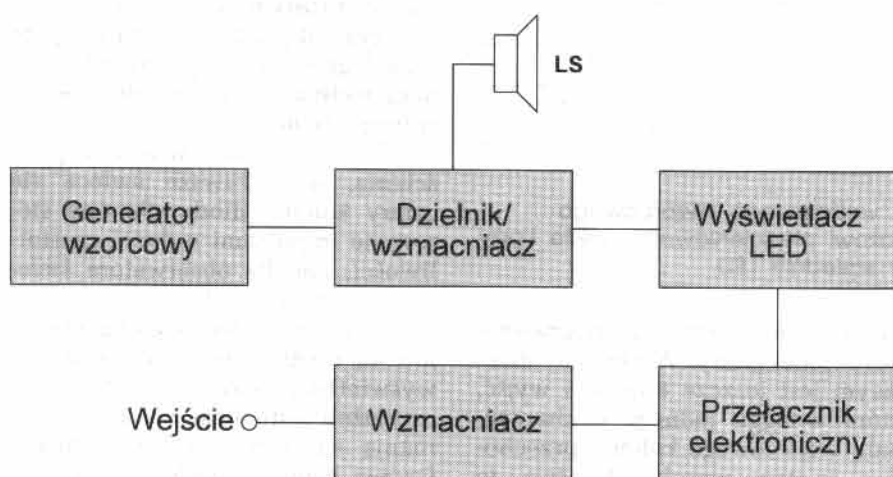 LS
Generator
wzorcowy
Dzielnik/
wzmacniacz
Wyświetlacz
LED
Wejście
Wzmacniacz
Przełącznik
elektroniczny